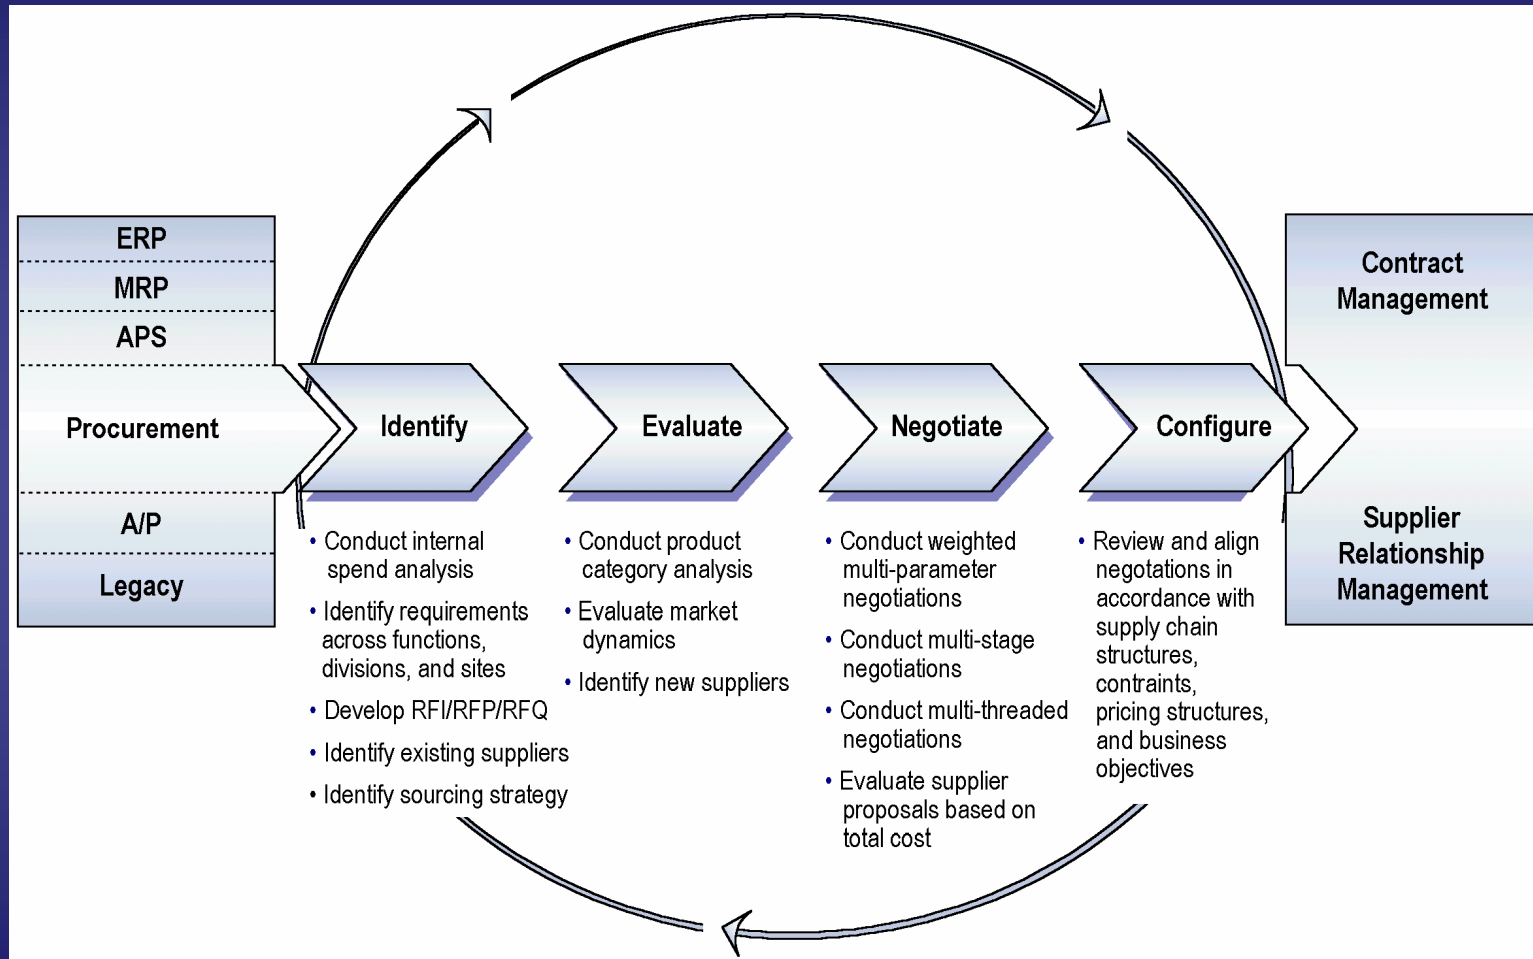 ERP
MRP
APS
Procurement
A/P
Legacy
Identify
• Conduct internal
spend analysis
• Identify requirements
across functions,
divisions, and sites
• Develop RFI/RFP/RFQ
• Identify existing suppliers
• Identify sourcing strategy
Evaluate
• Conduct product
category analysis
• Evaluate market
dynamics
• Identify new suppliers
Negotiate
• Conduct weighted
multi-parameter
negotiations
• Conduct multi-stage
negotiations
• Conduct multi-threaded
negotiations
• Evaluate supplier
proposals based on
total cost
Configure
• Review and align
negotations in
accordance with
supply chain
structures,
contraints,
pricing structures,
and business
objectives
Contract
Management
Supplier
Relationship
Management